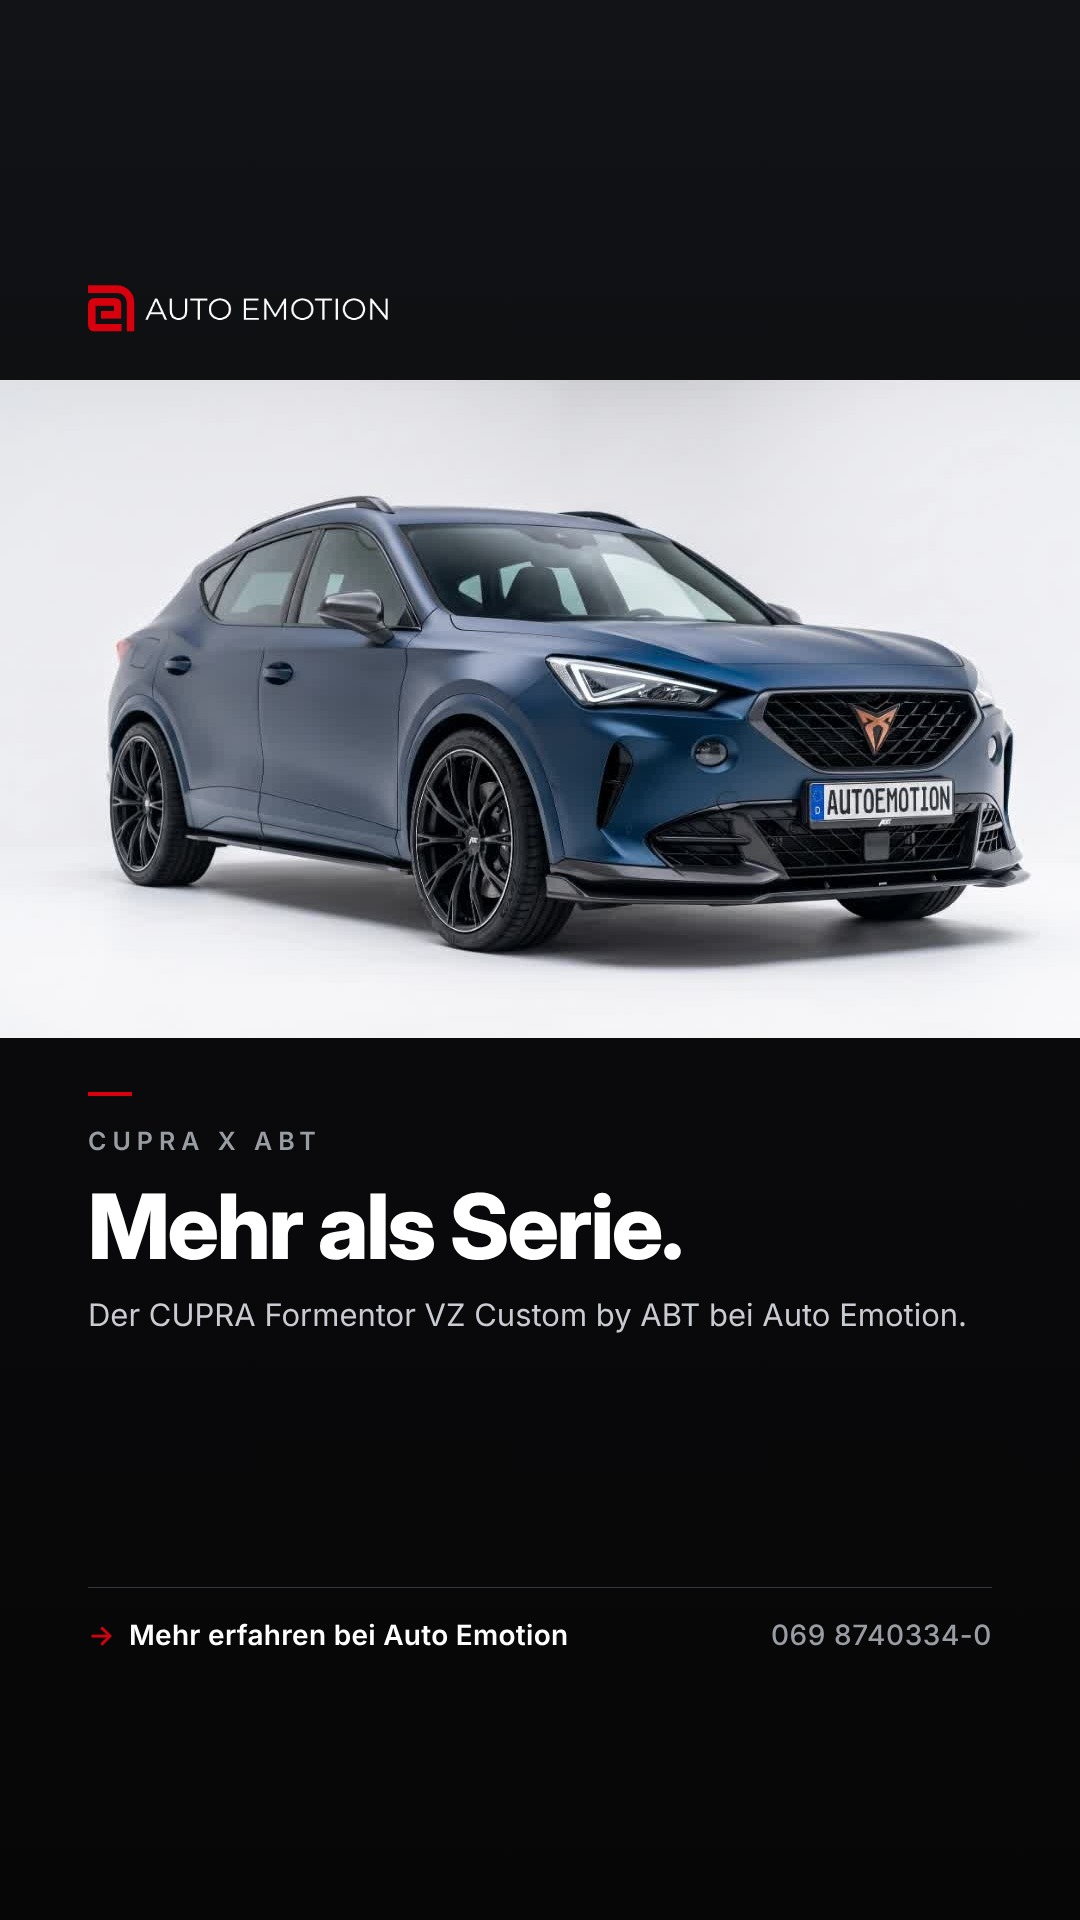 AUTO EMOTION
D AUTOEMOTION
ABT
CUPRA X ABT
Mehr als Serie.
Der CUPRA Formentor VZ Custom by ABT bei Auto Emotion.
→ Mehr erfahren bei Auto Emotion
069 8740334-0